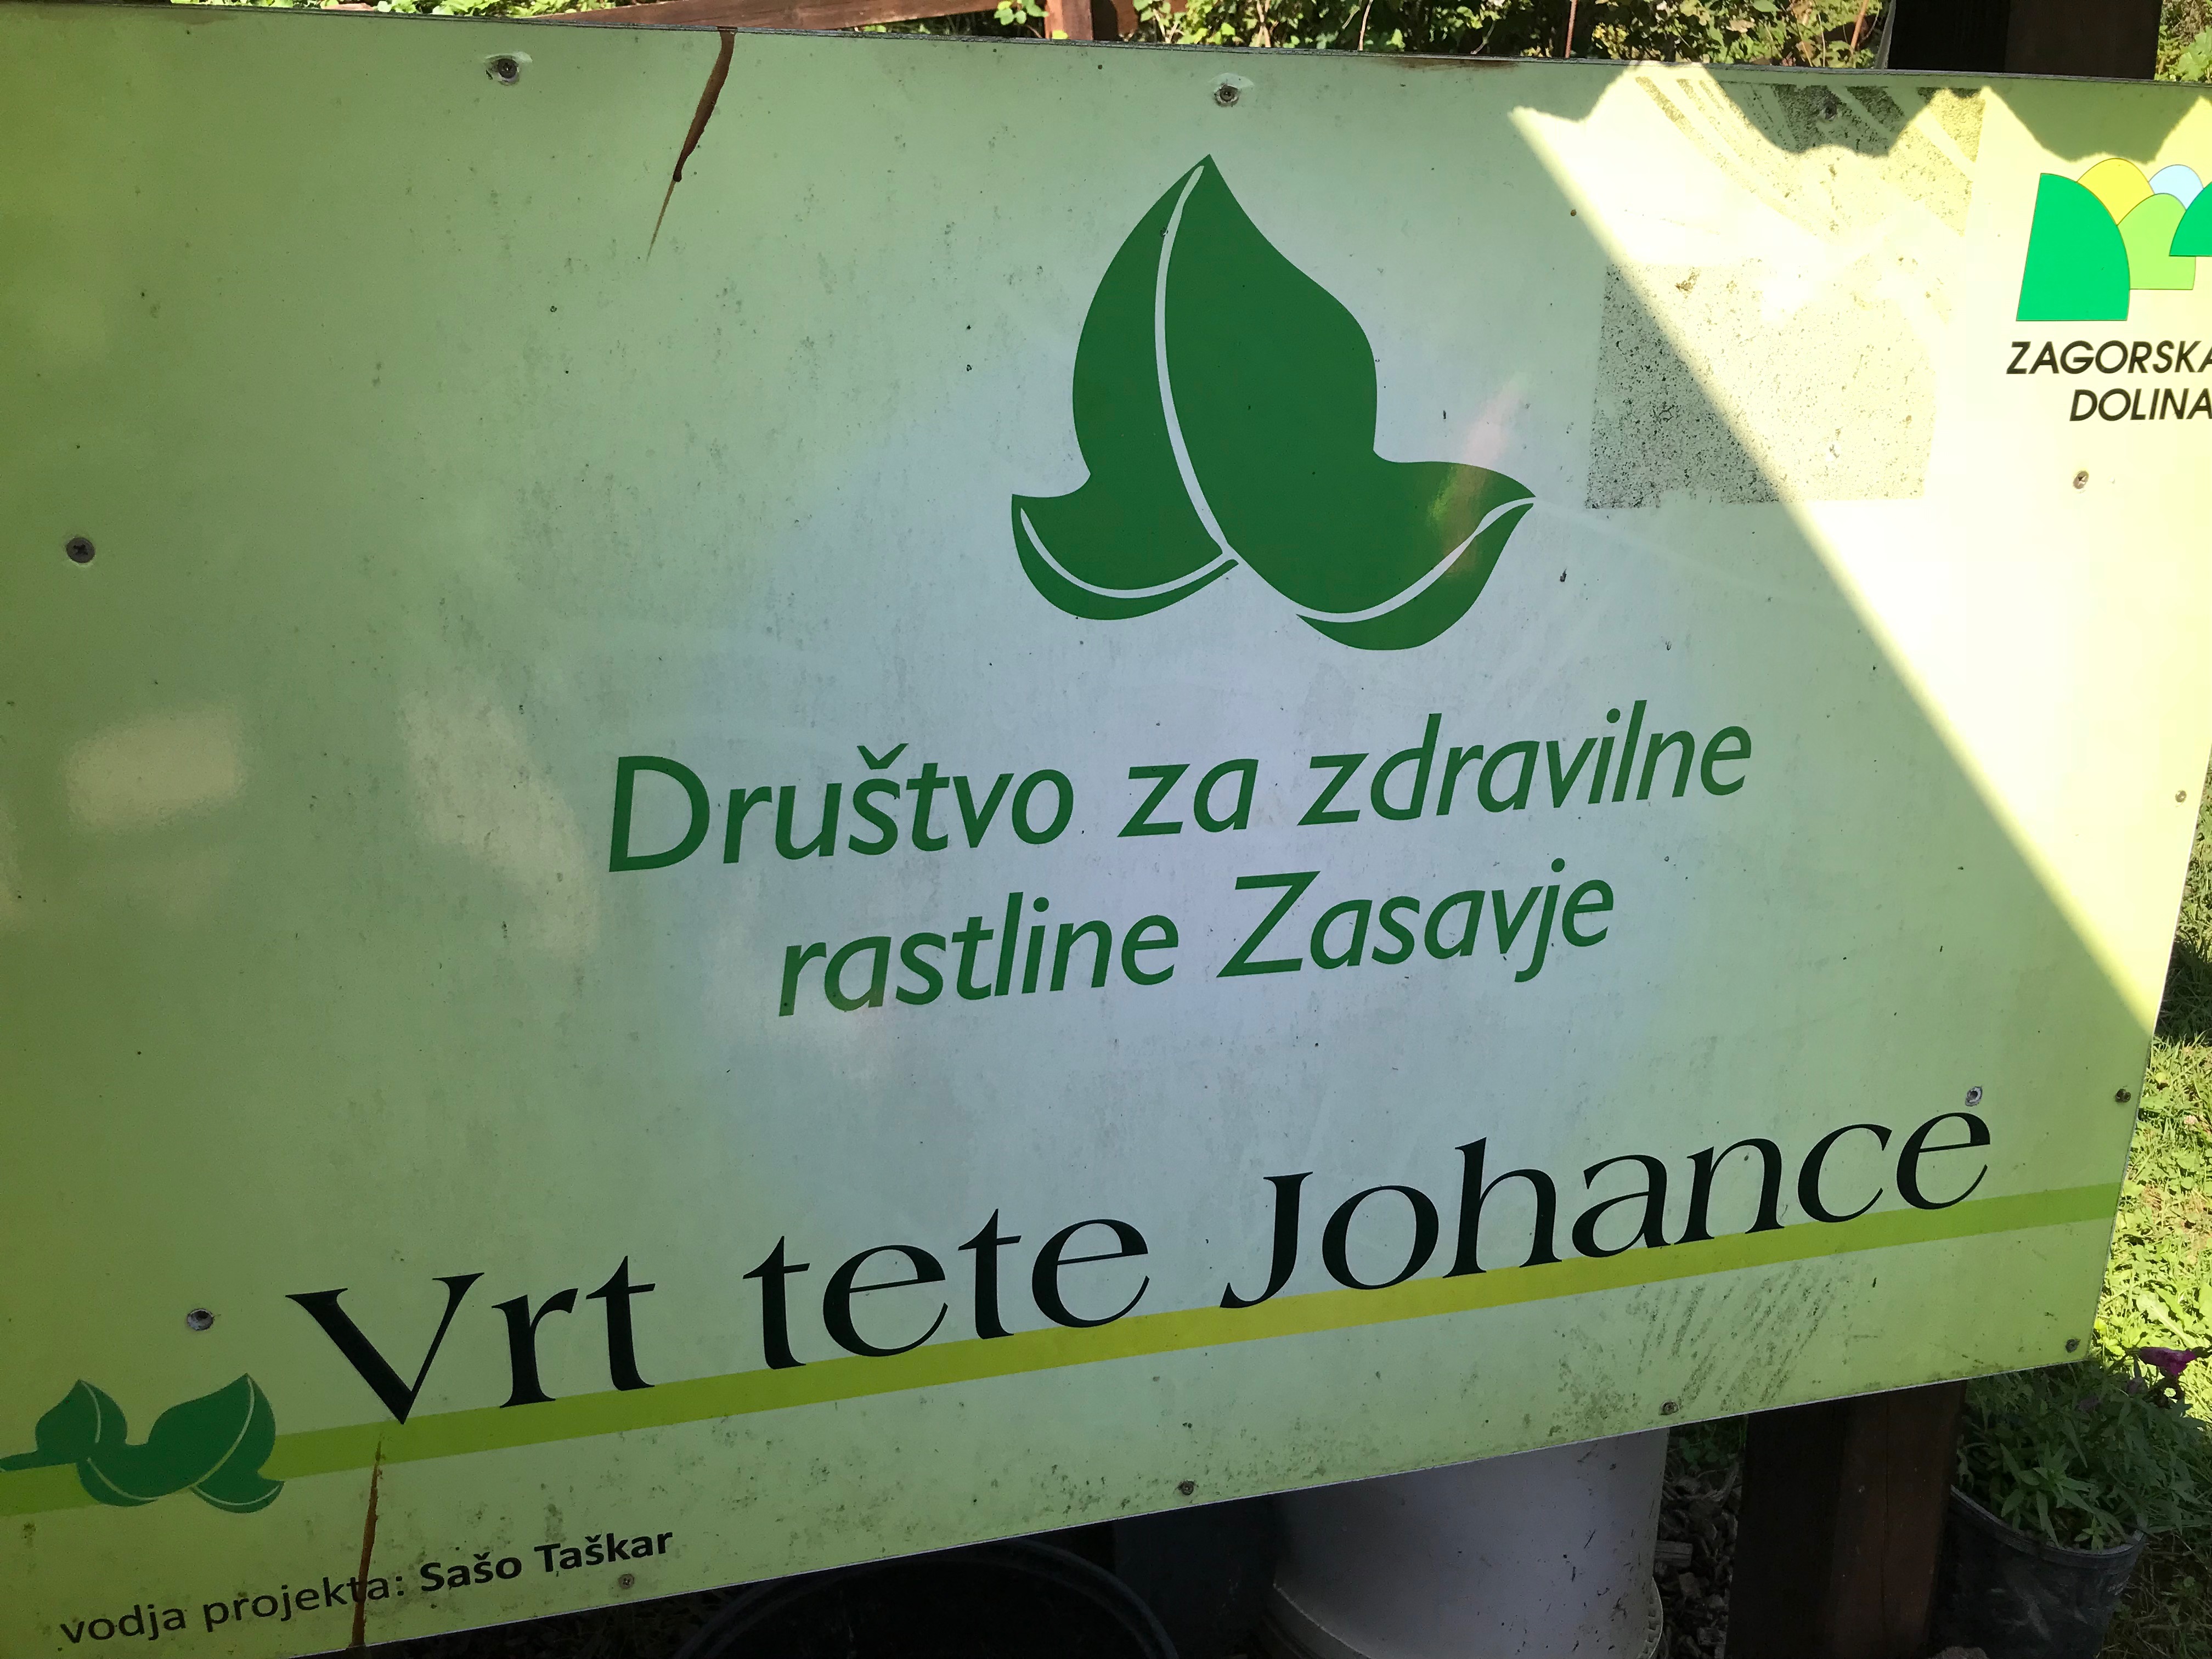 ZAGORSKA
DOLINA
Društvo za zdravilne
rastline Zasavje
Vrt tete Johance
vodja projekta: Sašo Taškar